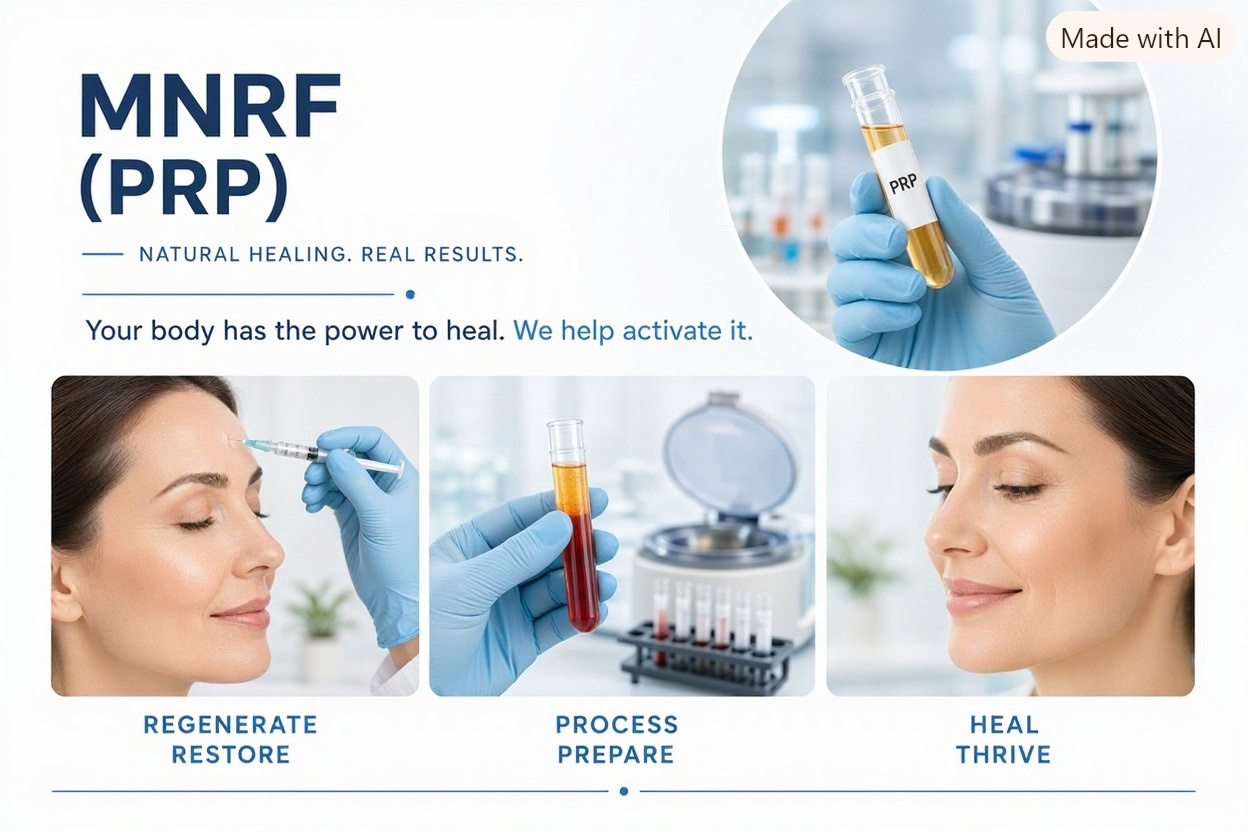 Made with AI
MNRF
(PRP)
NATURAL HEALING. REAL RESULTS.
Your body has the power to heal. We help activate it.
PRP
REGENERATE
RESTORE
PROCESS
PREPARE
HEAL
THRIVE